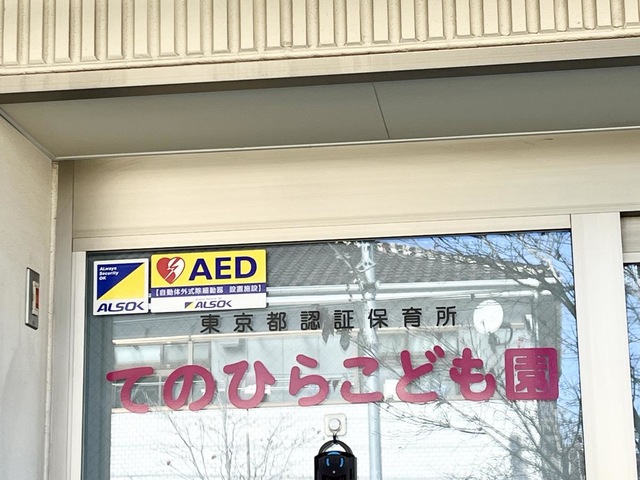 ALways
Security
OK
ALSOK
AED
【自動体外式除細動器 設置施設】
ALSOK
東京都認証保育所
てのひらこども園